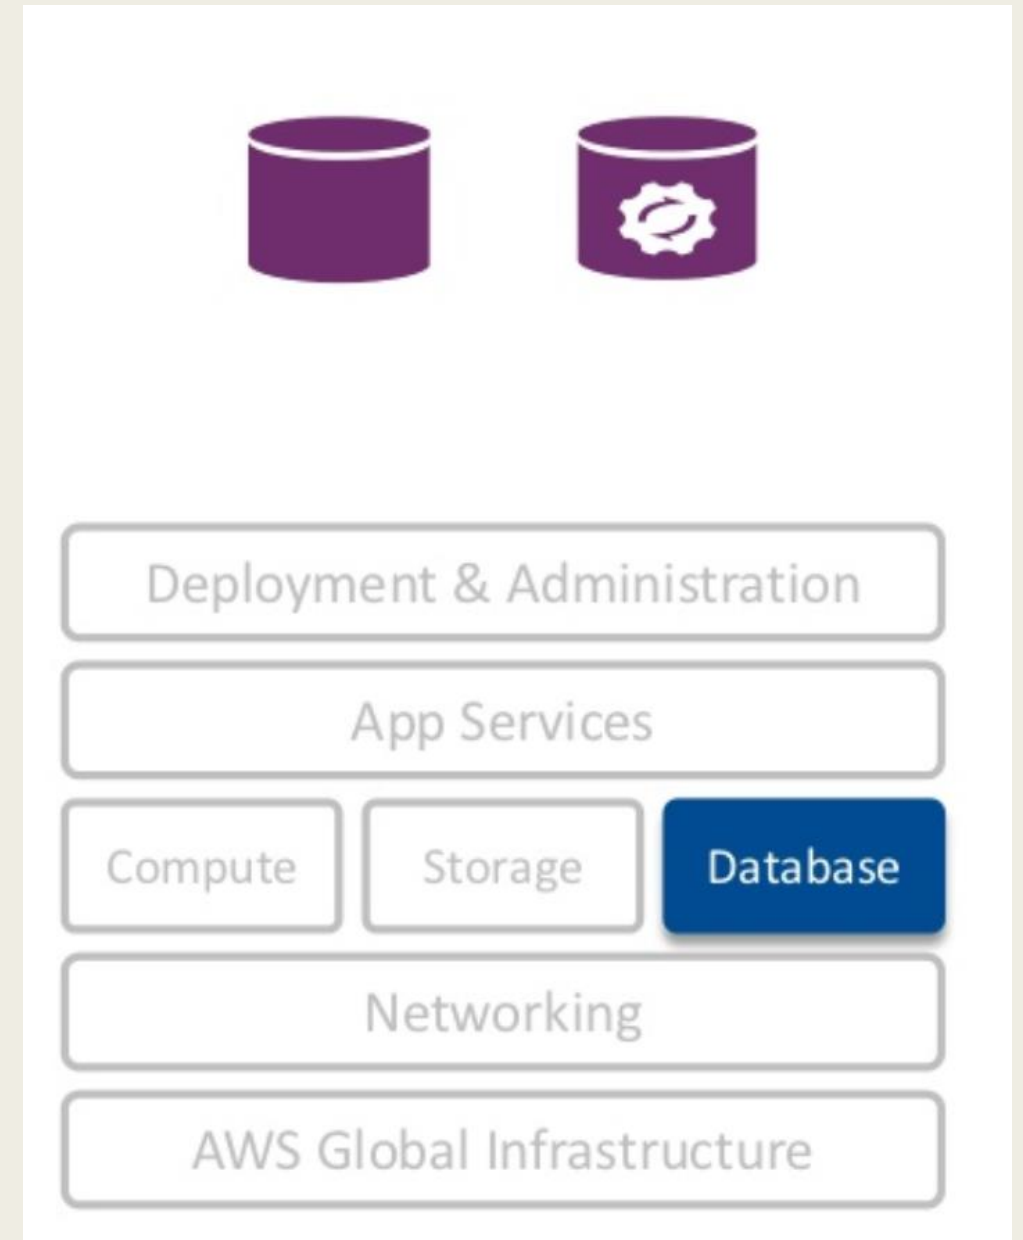 Deployment & Administration
App Services
Compute
Storage
Database
Networking
AWS Global Infrastructure